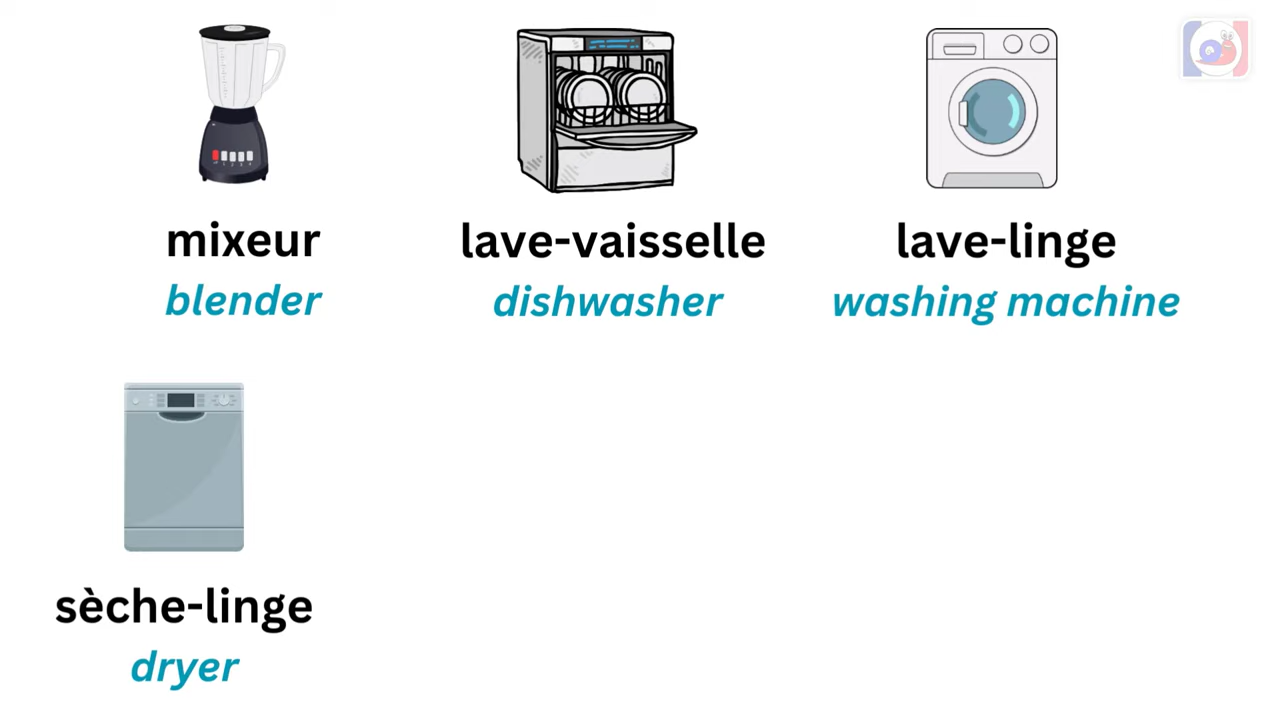 mixeur
blender
lave-vaisselle
dishwasher
lave-linge
washing machine
sèche-linge
dryer